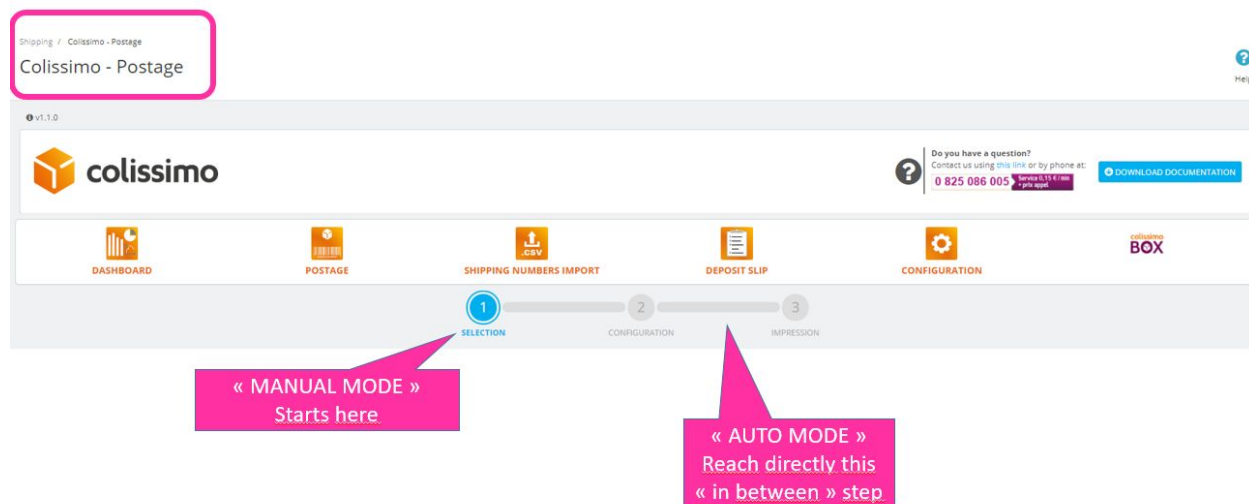 Shipping / Colissimo - Postage
Colissimo - Postage
Help
v1.1.0
colissimo
Do you have a question?
Contact us using this link or by phone at:
0 825 086 005 Service 0,15 € / min
+ prix appel
DOWNLOAD DOCUMENTATION
.CSV
colissimo
BOX
DASHBOARD POSTAGE SHIPPING NUMBERS IMPORT DEPOSIT SLIP CONFIGURATION
1 2 3
SELECTION CONFIGURATION IMPRESSION
« MANUAL MODE »
Starts here
« AUTO MODE »
Reach directly this
« in between » step